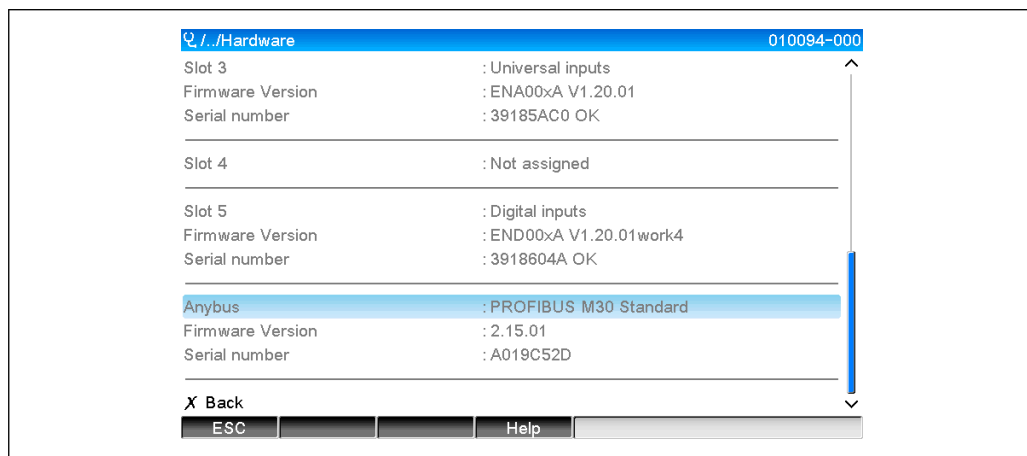 /../Hardware 010094-000
Slot 3 : Universal inputs
Firmware Version : ENA00xA V1.20.01
Serial number : 39185AC0 OK
Slot 4 : Not assigned
Slot 5 : Digital inputs
Firmware Version : END00xA V1.20.01work4
Serial number : 3918604A OK
Anybus : PROFIBUS M30 Standard
Firmware Version : 2.15.01
Serial number : A019C52D
X Back
ESC Help